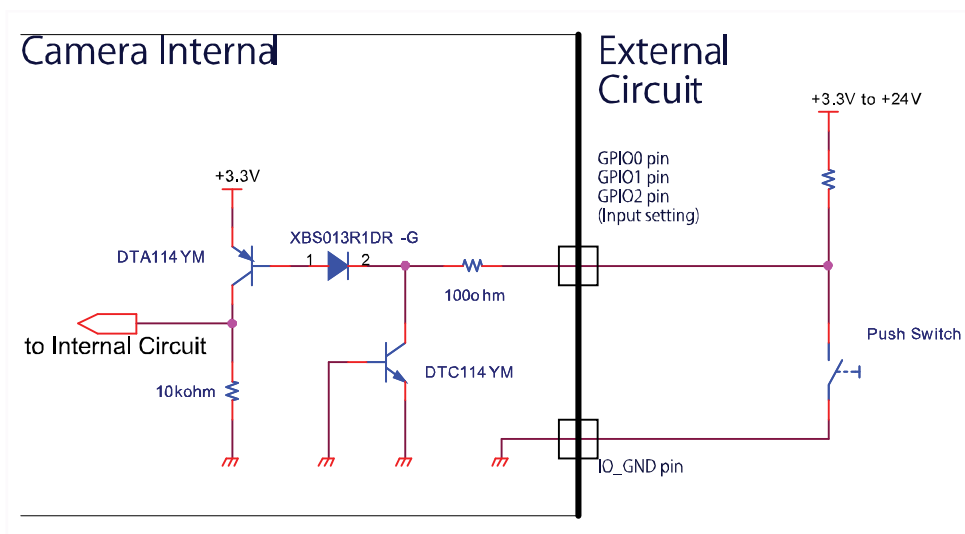 Camera Internal
External
Circuit
+3.3V to +24V
GPIO0 pin
GPIO1 pin
GPIO2 pin
(Input setting)
+3.3V
XBS013R1DR -G
DTA114YM
1
2
100ohm
to Internal Circuit
Push Switch
DTC114YM
10kohm
IO_GND pin